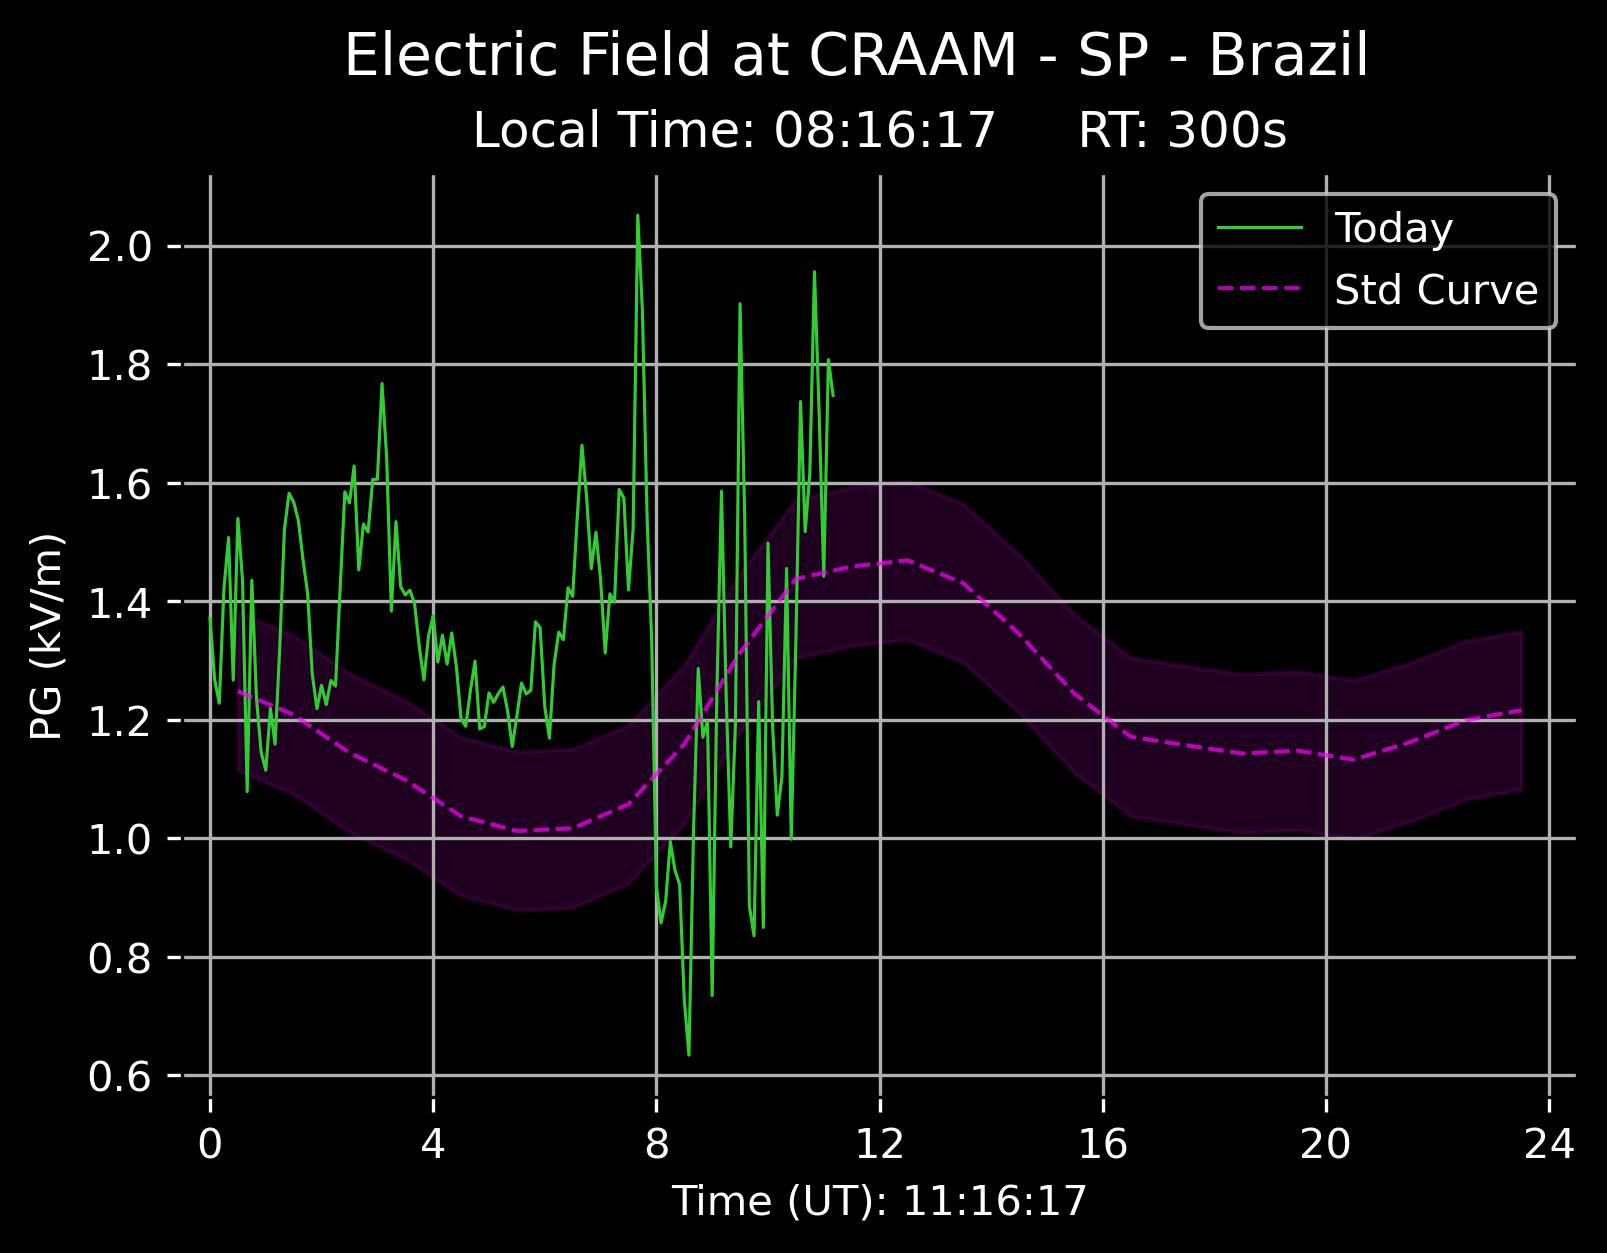 Electric Field at CRAAM - SP - Brazil
Local Time: 08:16:17 RT: 300s
Today
Std Curve
PG (kV/m)
2.0
1.8
1.6
1.4
1.2
1.0
0.8
0.6
0 4 8 12 16 20 24
Time (UT): 11:16:17